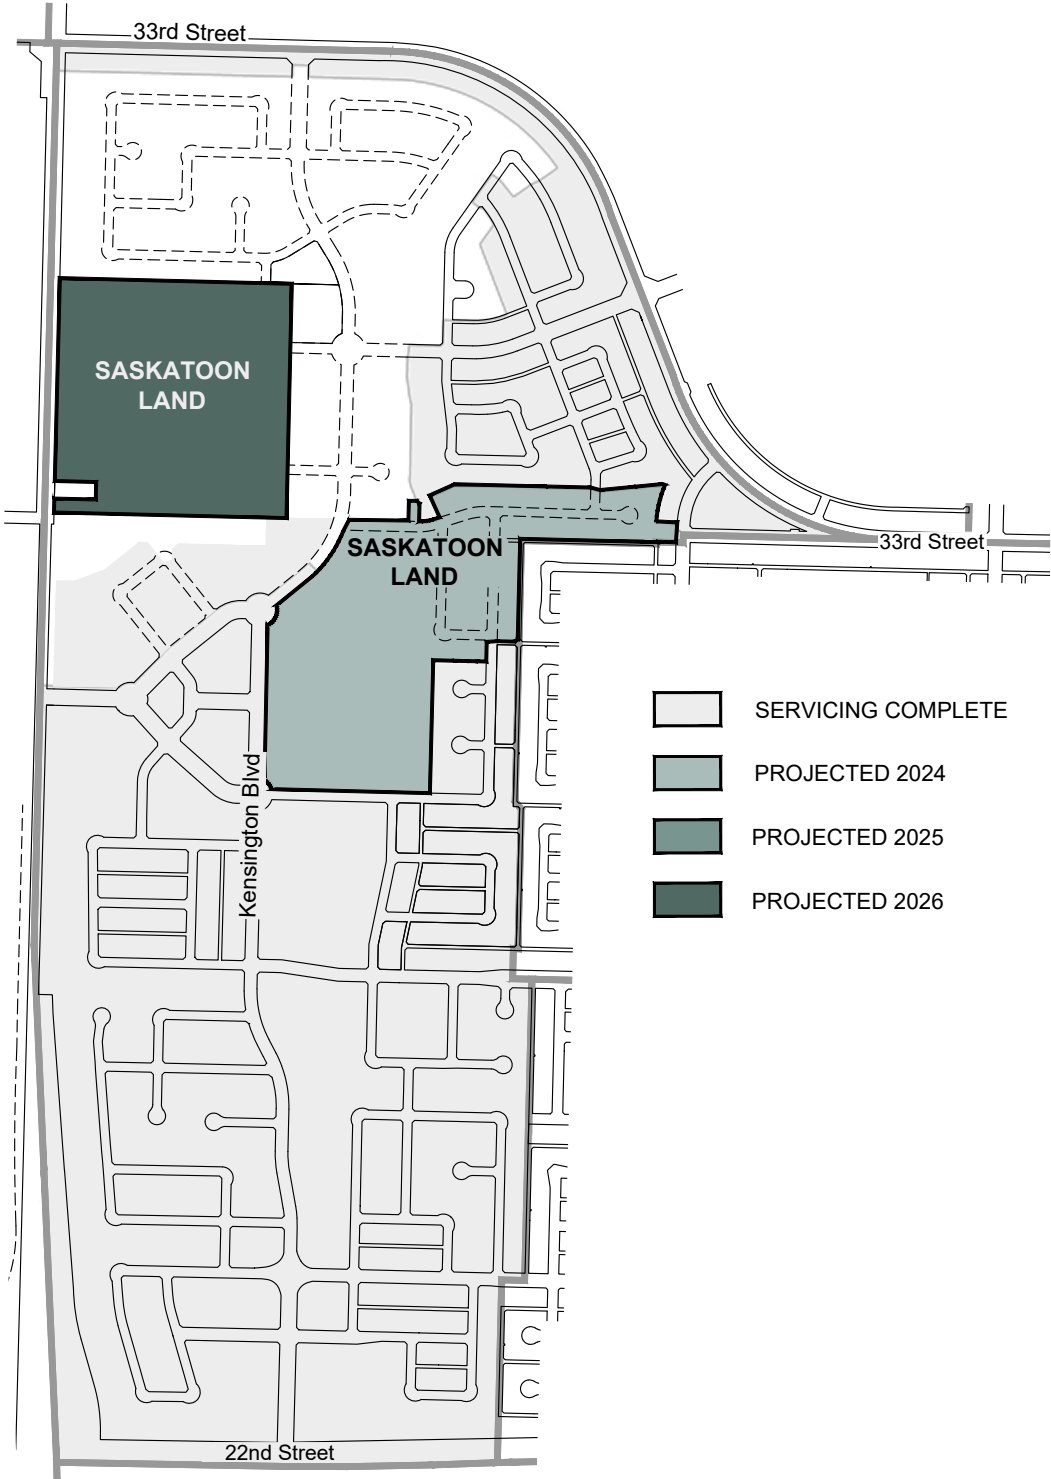 33rd Street
SASKATOON
LAND
33rd Street
SASKATOON
LAND
SERVICING COMPLETE
PROJECTED 2024
Kensington Blvd
PROJECTED 2025
PROJECTED 2026
22nd Street